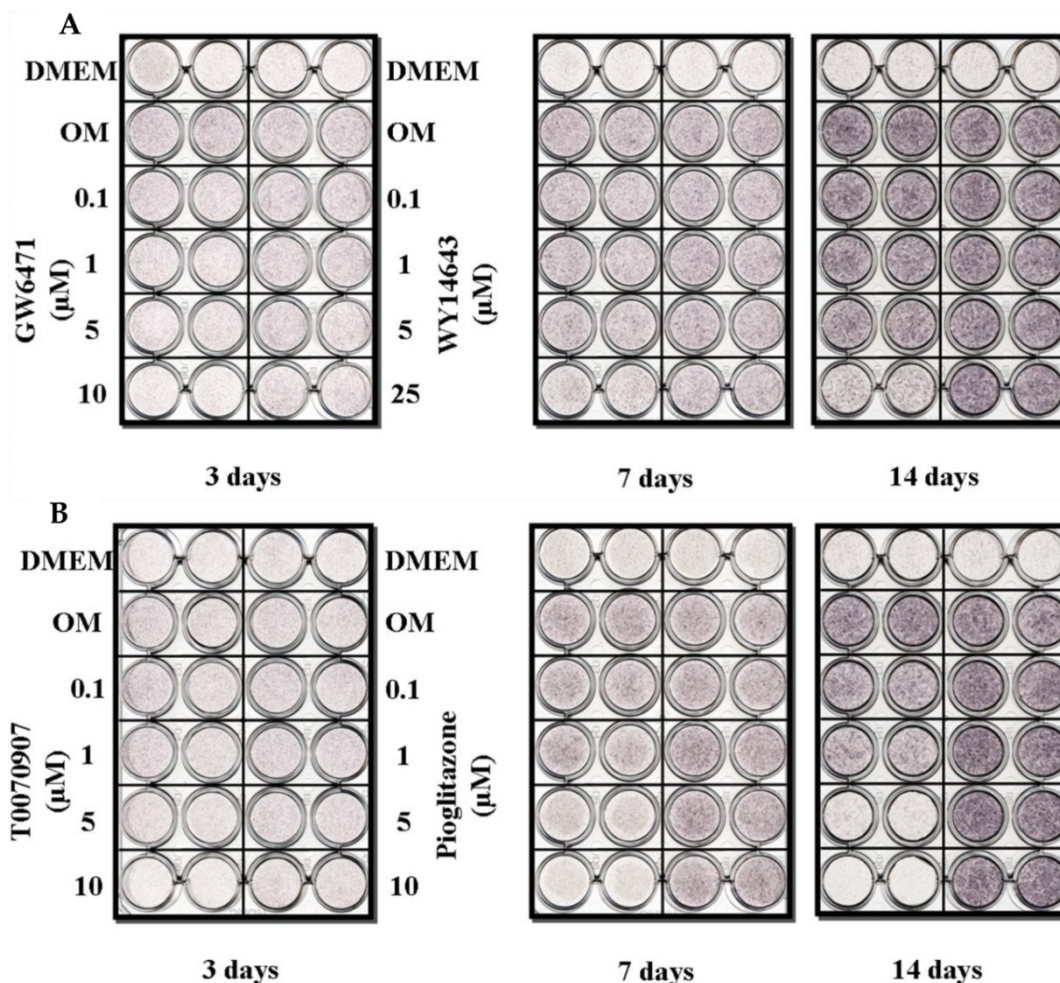 A
DMEM DMEM
OM OM
0.1 0.1
1 1
GW6471
(μM)
WY14643
(μM)
5 5
10 25
3 days 7 days 14 days
B
DMEM DMEM
OM OM
0.1 0.1
1 1
T0070907
(μM)
Pioglitazone
(μM)
5 5
10 10
3 days 7 days 14 days